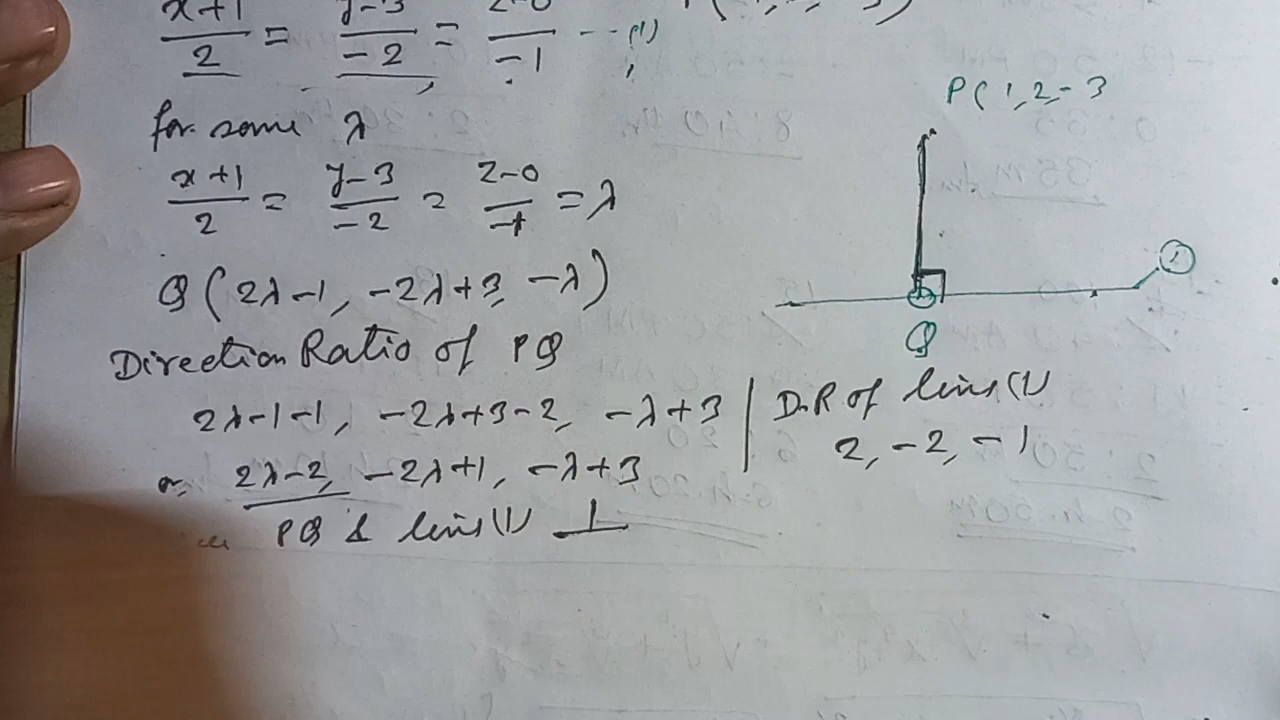 x+1/2 = y-3/-2 = z-0/-1 --(1)
P(1,2,-3
for some λ
x+1/2 = y-3/-2 = z-0/-1 = λ
Q(2λ-1, -2λ+3, -λ)
Q
Direction Ratio of PQ
2λ-1-1, -2λ+3-2, -λ+3 | D.R of line(1)
2, -2, -1
or, 2λ-2, -2λ+1, -λ+3
PQ & line(1) ⊥